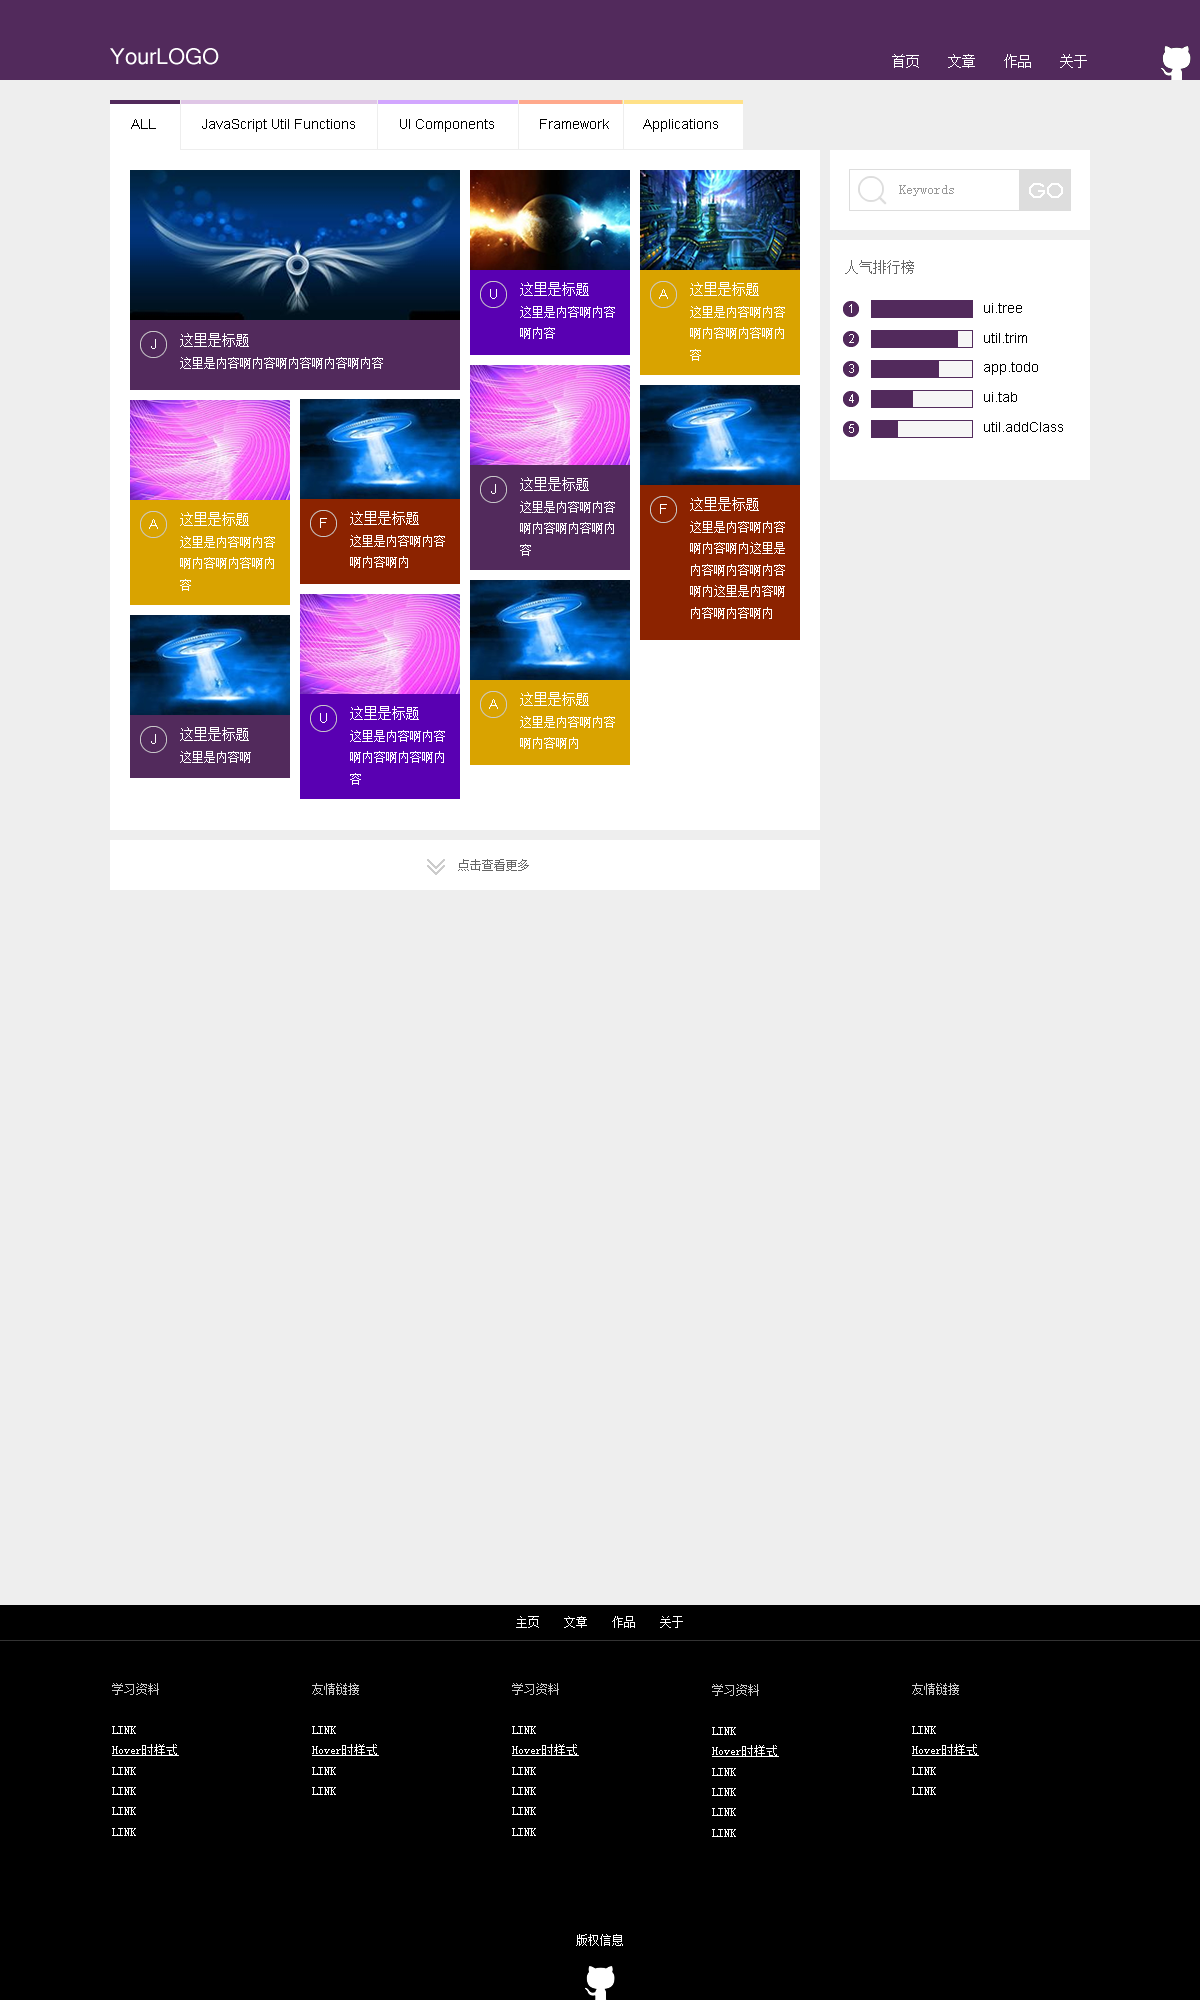 YourLOGO
首页 文章 作品 关于
ALL JavaScript Util Functions UI Components Framework Applications
J 这里是标题
这里是内容啊内容啊内容啊内容啊内容
U 这里是标题
这里是内容啊内容
啊内容
A 这里是标题
这里是内容啊内容
啊内容啊内容啊内
容
Keywords GO
人气排行榜
1 ui.tree
2 util.trim
3 app.todo
4 ui.tab
5 util.addClass
A 这里是标题
这里是内容啊内容
啊内容啊内容啊内
容
F 这里是标题
这里是内容啊内容
啊内容啊内
J 这里是标题
这里是内容啊内容
啊内容啊内容啊内
容
F 这里是标题
这里是内容啊内容
啊内容啊内这里是
内容啊内容啊内容
啊内这里是内容啊
内容啊内容啊内
J 这里是标题
这里是内容啊
U 这里是标题
这里是内容啊内容
啊内容啊内容啊内
容
A 这里是标题
这里是内容啊内容
啊内容啊内
点击查看更多
主页 文章 作品 关于
学习资料
LINK
Hover时样式
LINK
LINK
LINK
LINK
友情链接
LINK
Hover时样式
LINK
LINK
学习资料
LINK
Hover时样式
LINK
LINK
LINK
LINK
学习资料
LINK
Hover时样式
LINK
LINK
LINK
LINK
友情链接
LINK
Hover时样式
LINK
LINK
版权信息